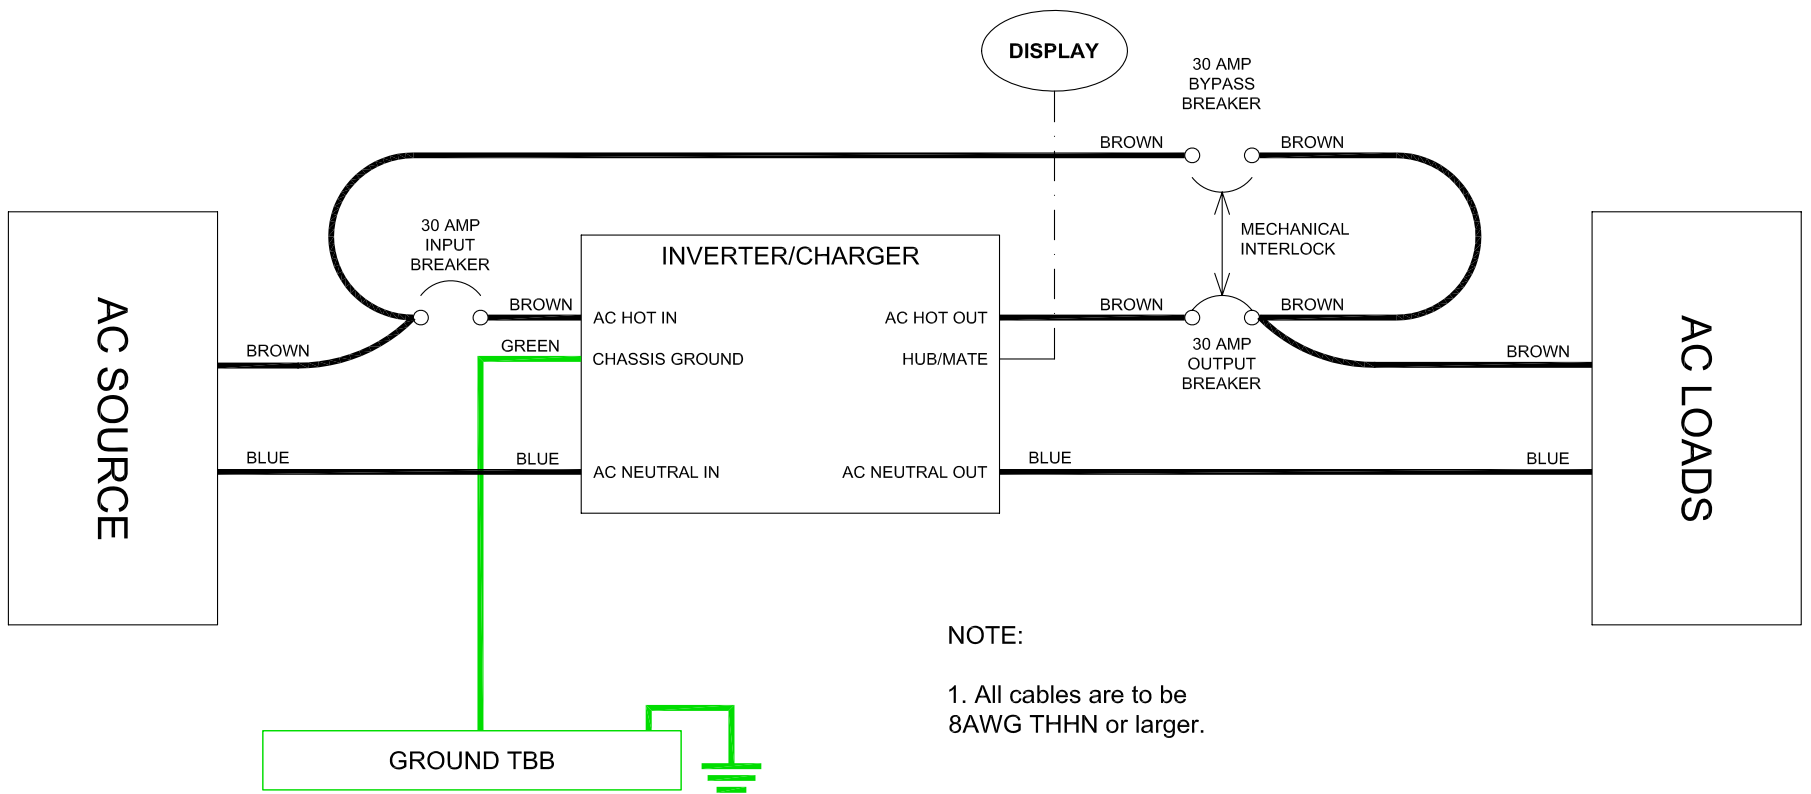 DISPLAY
30 AMP
BYPASS
BREAKER
BROWN
BROWN
30 AMP
INPUT
BREAKER
MECHANICAL
INTERLOCK
INVERTER/CHARGER
BROWN
AC HOT IN
AC HOT OUT
BROWN
BROWN
GREEN
CHASSIS GROUND
HUB/MATE
30 AMP
OUTPUT
BREAKER
AC SOURCE
BROWN
BROWN
AC LOADS
BLUE
BLUE
AC NEUTRAL IN
AC NEUTRAL OUT
BLUE
BLUE
NOTE:
1. All cables are to be
8AWG THHN or larger.
GROUND TBB